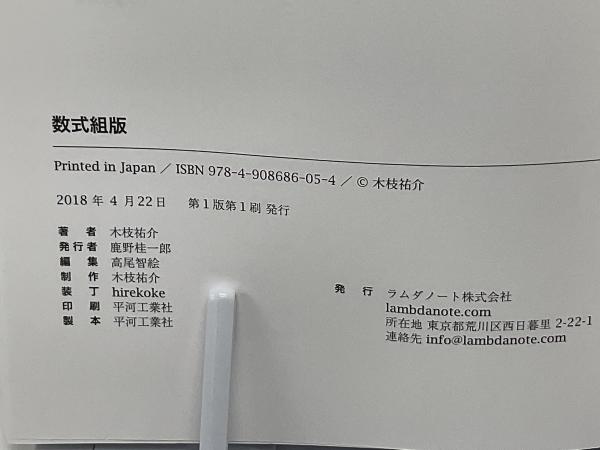 数式組版
Printed in Japan / ISBN 978-4-908686-05-4 / © 木枝祐介
2018 年 4 月 22 日 第 1 版第 1 刷 発行
著 者 木枝祐介
発行者 鹿野桂一郎
編 集 高尾智絵
制 作 木枝祐介
装 丁 hirekoke
印 刷 平河工業社
製 本 平河工業社
発 行 ラムダノート株式会社
lambdanote.com
所在地 東京都荒川区西日暮里 2-22-1
連絡先 info@lambdanote.com